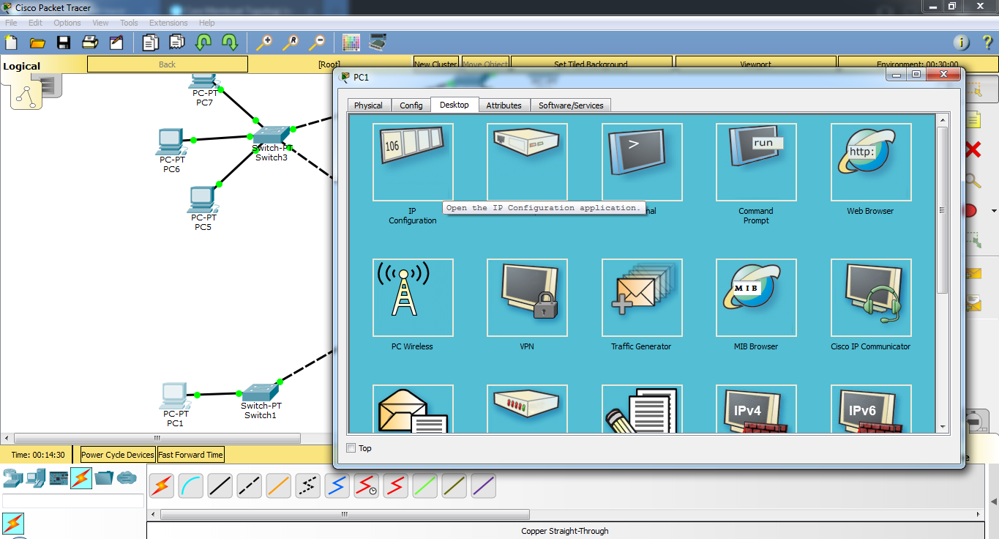 Cisco Packet Tracer
File Edit Options View Tools Extensions Help
Logical
Back
[Root]
New Cluster
Move Object
Set Tiled Background
Viewport
Environment: 00:30:00
PC-PT
PC7
Switch-PT
Switch3
PC-PT
PC6
PC-PT
PC5
PC-PT
PC1
Switch-PT
Switch1
PC1
Physical Config Desktop Attributes Software/Services
106
>
run
http:
IP
Configuration
Open the IP Configuration application.
nal
Command
Prompt
Web Browser
MIB
PC Wireless
VPN
Traffic Generator
MIB Browser
Cisco IP Communicator
IPv4
IPv6
Top
Time: 00:14:30
Power Cycle Devices
Fast Forward Time
Copper Straight-Through